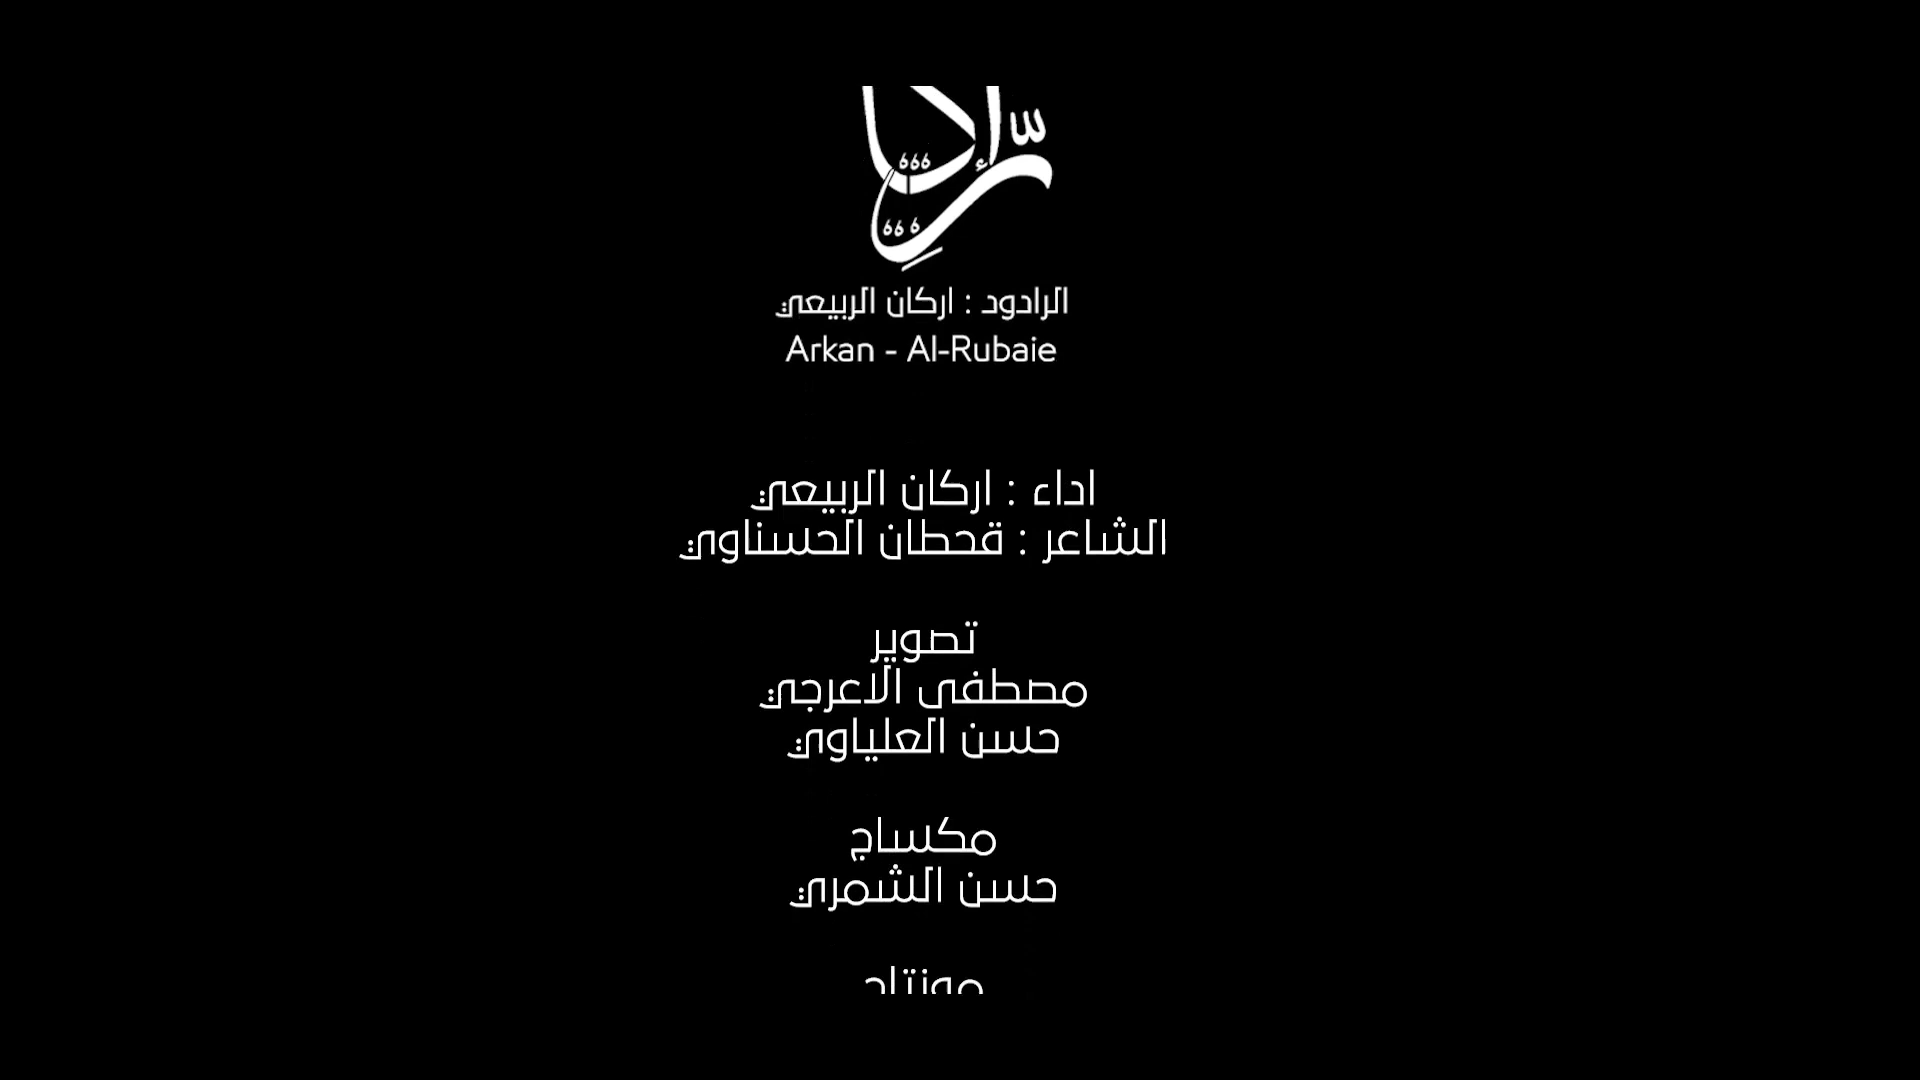 الرادود : اركان الربيعي
Arkan - Al-Rubaie
اداء : اركان الربيعي
الشاعر : قحطان الحسناوي
تصوير
مصطفى الاعرجي
حسن العلياوي
مكساج
حسن الشمري
مونتاج